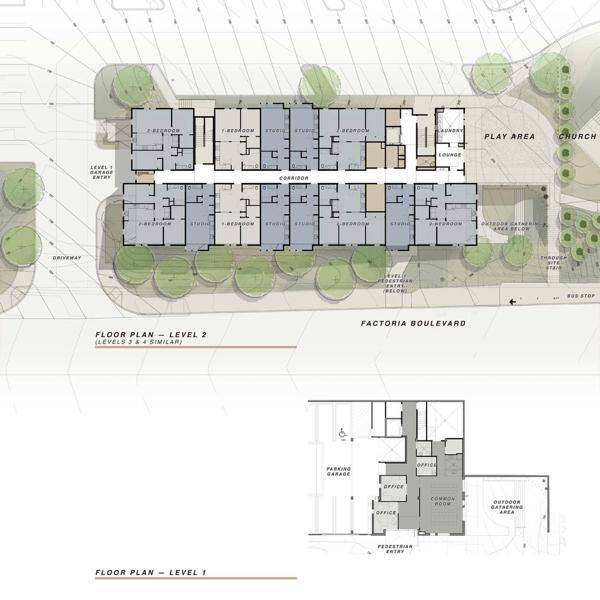 2-BEDROOM
1-BEDROOM
STUDIO
STUDIO
2-BEDROOM
LAUNDRY
LOUNGE
PLAY AREA
CHURCH
LEVEL 1
GARAGE
ENTRY
CORRIDOR
2-BEDROOM
STUDIO
1-BEDROOM
STUDIO
STUDIO
1-BEDROOM
STUDIO
2-BEDROOM
OUTDOOR GATHERING
AREA BELOW
DRIVEWAY
THROUGH
SITE
STAIR
LEVEL 1
PEDESTRIAN
ENTRY
(BELOW)
BUS STOP
FACTORIA BOULEVARD
FLOOR PLAN — LEVEL 2
(LEVELS 3 & 4 SIMILAR)
PARKING
GARAGE
OFFICE
OFFICE
OFFICE
COMMON
ROOM
OUTDOOR
GATHERING
AREA
PEDESTRIAN
ENTRY
FLOOR PLAN — LEVEL 1